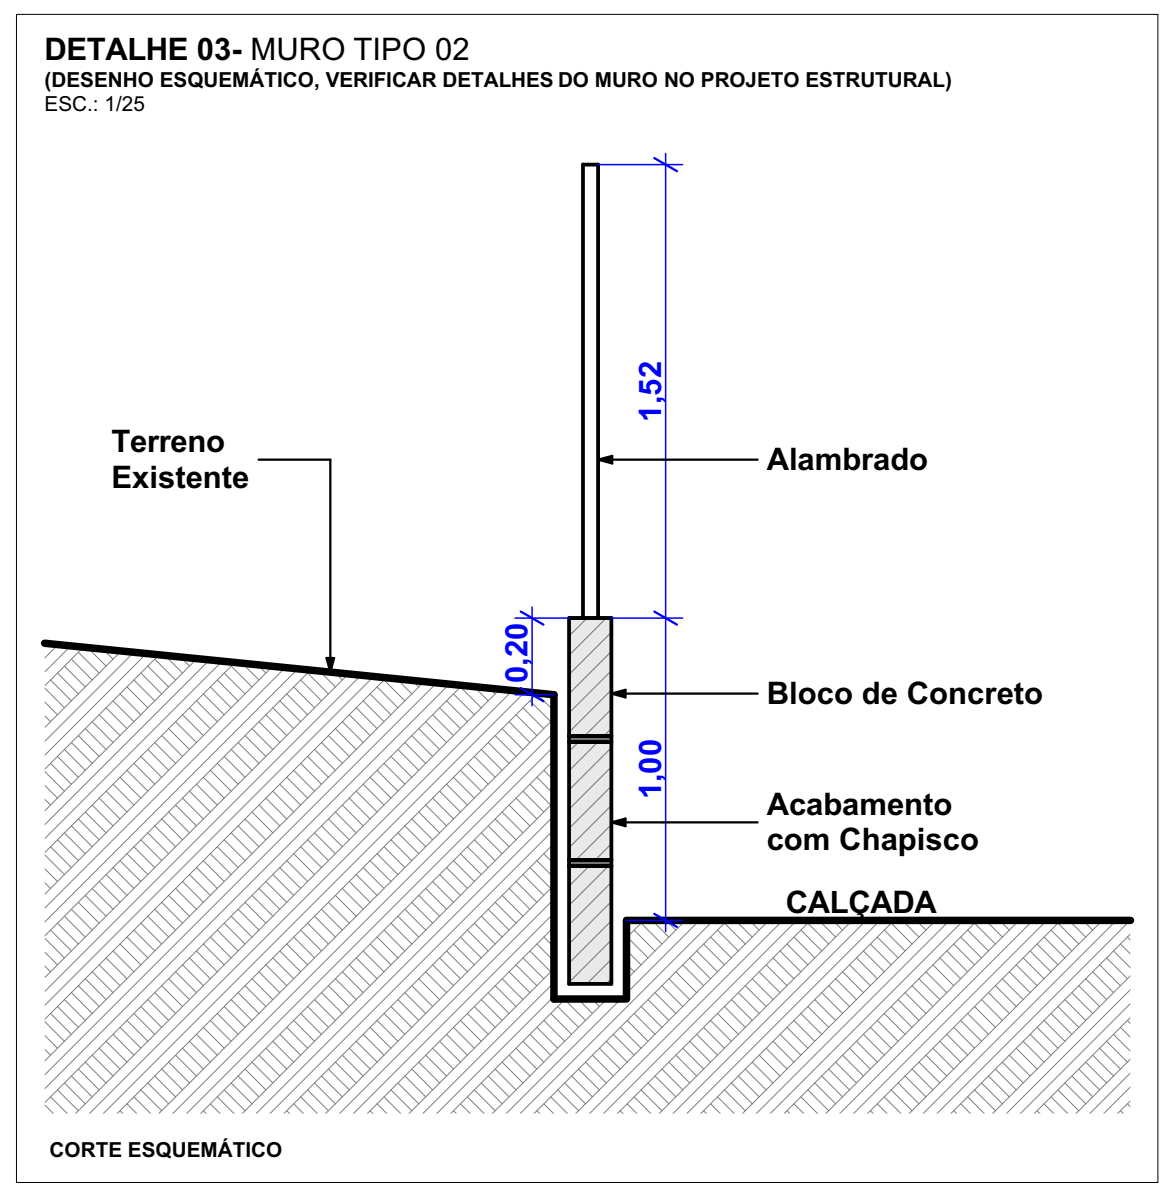 DETALHE 03- MURO TIPO 02
(DESENHO ESQUEMÁTICO, VERIFICAR DETALHES DO MURO NO PROJETO ESTRUTURAL)
ESC.: 1/25
1,52
Terreno
Existente
Alambrado
0,20
Bloco de Concreto
1,00
Acabamento
com Chapisco
CALÇADA
CORTE ESQUEMÁTICO